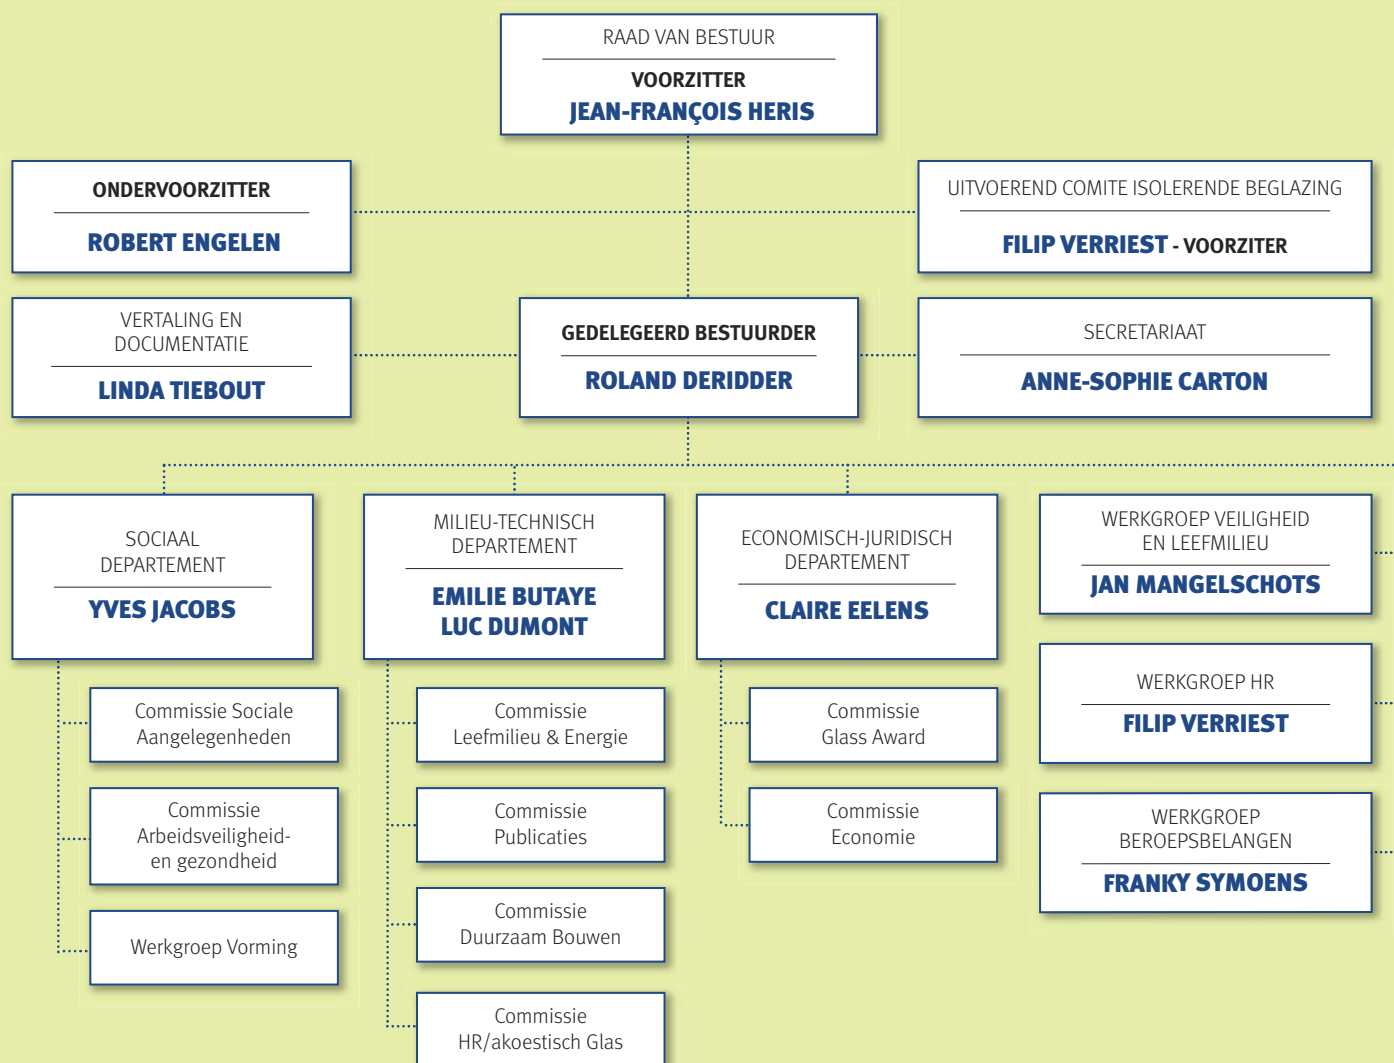 RAAD VAN BESTUUR
VOORZITTER
JEAN-FRANÇOIS HERIS
ONDERVOORZITTER
ROBERT ENGELEN
UITVOEREND COMITE ISOLERENDE BEGLAZING
FILIP VERRIEST - VOORZITER
VERTALING EN
DOCUMENTATIE
LINDA TIEBOUT
GEDELEGEERD BESTUURDER
ROLAND DERIDDER
SECRETARIAAT
ANNE-SOPHIE CARTON
SOCIAAL
DEPARTEMENT
YVES JACOBS
Commissie Sociale
Aangelegenheden
Commissie
Arbeidsveiligheid-
en gezondheid
Werkgroep Vorming
MILIEU-TECHNISCH
DEPARTEMENT
EMILIE BUTAYE
LUC DUMONT
Commissie
Leefmilieu & Energie
Commissie
Publicaties
Commissie
Duurzaam Bouwen
Commissie
HR/akoestisch Glas
ECONOMISCH-JURIDISCH
DEPARTEMENT
CLAIRE EELENS
Commissie
Glass Award
Commissie
Economie
WERKGROEP VEILIGHEID
EN LEEFMILIEU
JAN MANGELSCHOTS
WERKGROEP HR
FILIP VERRIEST
WERKGROEP
BEROEPSBELANGEN
FRANKY SYMOENS